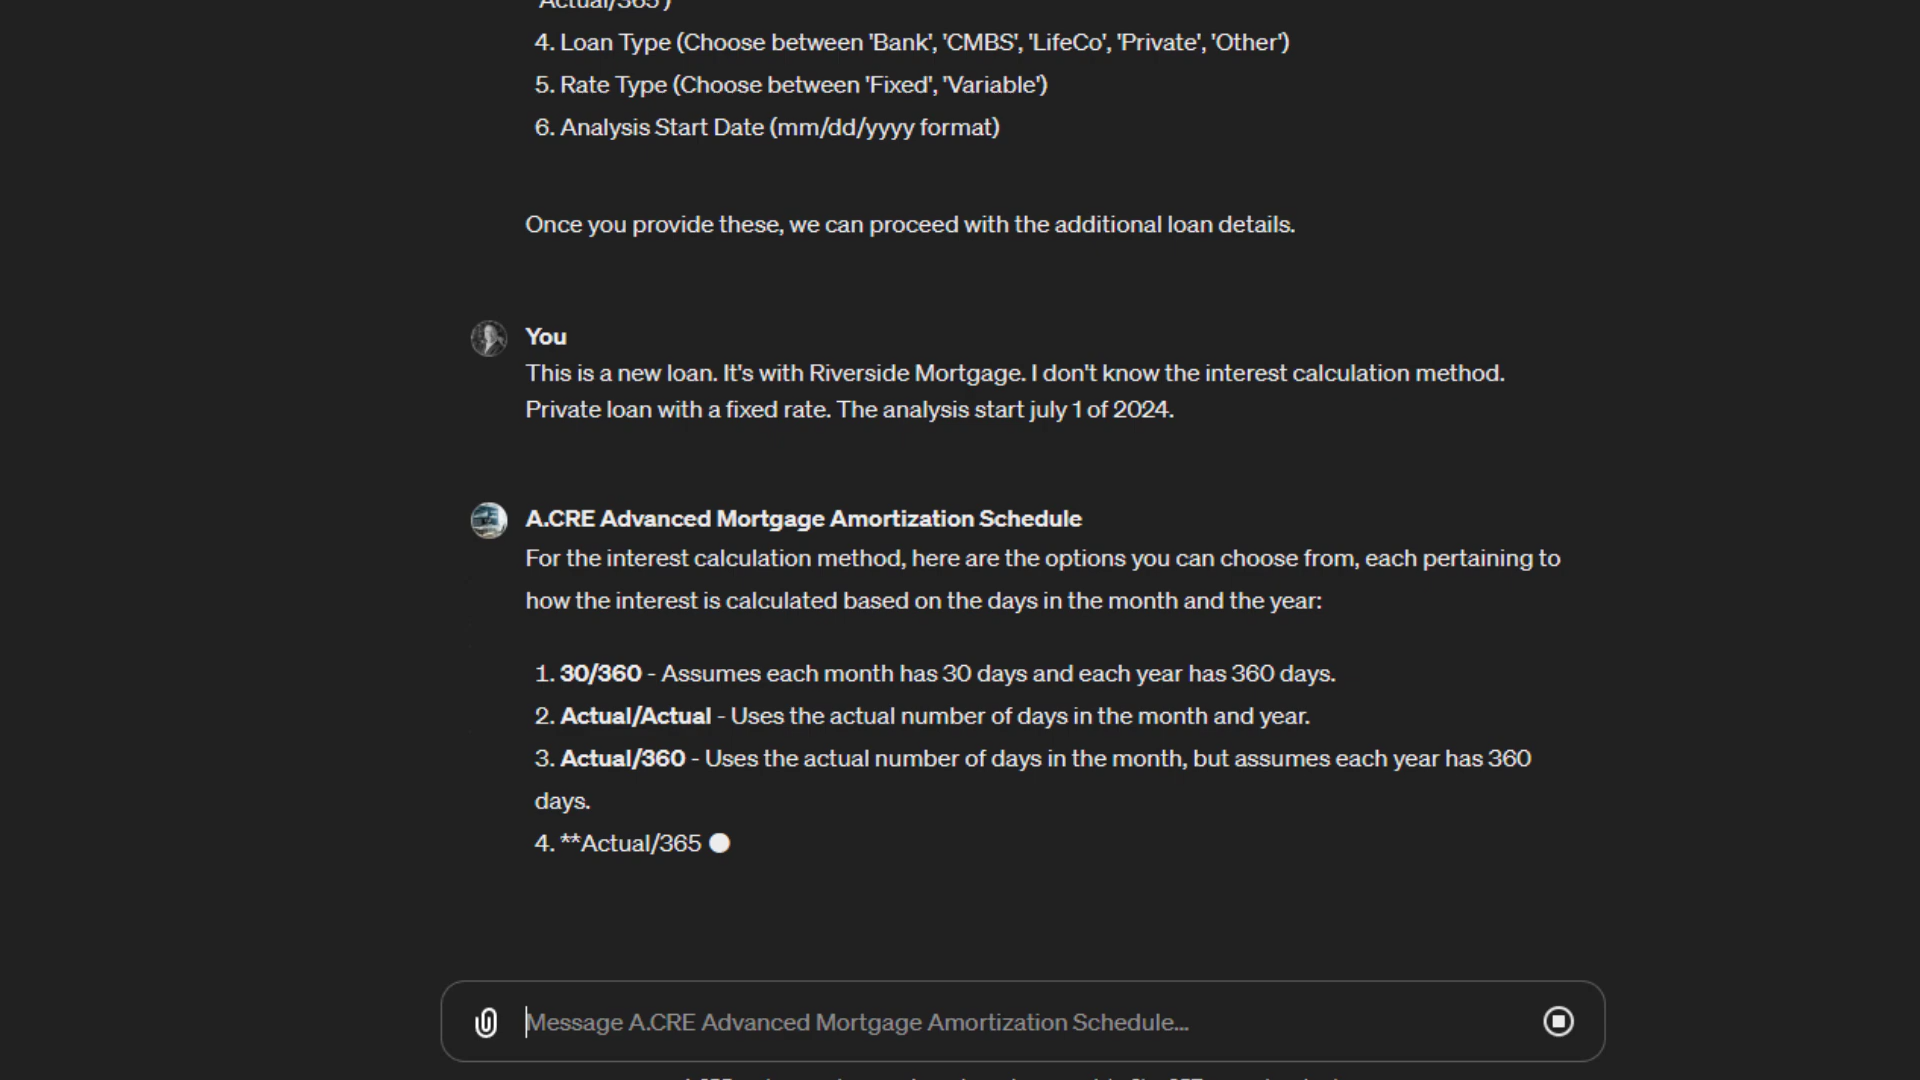 Actual/365')
4. Loan Type (Choose between 'Bank', 'CMBS', 'LifeCo', 'Private', 'Other')
5. Rate Type (Choose between 'Fixed', 'Variable')
6. Analysis Start Date (mm/dd/yyyy format)
Once you provide these, we can proceed with the additional loan details.
You
This is a new loan. It's with Riverside Mortgage. I don't know the interest calculation method.
Private loan with a fixed rate. The analysis start july 1 of 2024.
A.CRE Advanced Mortgage Amortization Schedule
For the interest calculation method, here are the options you can choose from, each pertaining to
how the interest is calculated based on the days in the month and the year:
1. 30/360 - Assumes each month has 30 days and each year has 360 days.
2. Actual/Actual - Uses the actual number of days in the month and year.
3. Actual/360 - Uses the actual number of days in the month, but assumes each year has 360
days.
4. **Actual/365
Message A.CRE Advanced Mortgage Amortization Schedule...